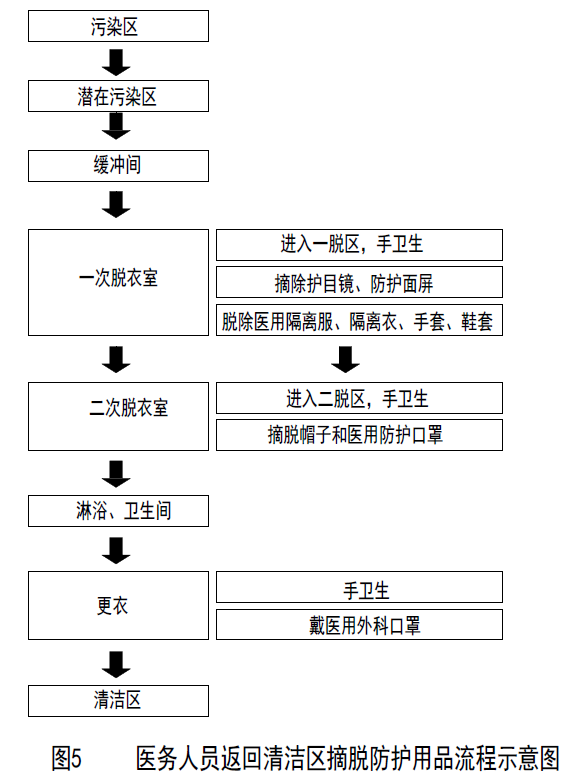 污染区
潜在污染区
缓冲间
一次脱衣室
进入一脱区，手卫生
摘除护目镜、防护面屏
脱除医用隔离服、隔离衣、手套、鞋套
二次脱衣室
进入二脱区，手卫生
摘脱帽子和医用防护口罩
淋浴、卫生间
更衣
手卫生
戴医用外科口罩
清洁区
图5 医务人员返回清洁区摘脱防护用品流程示意图